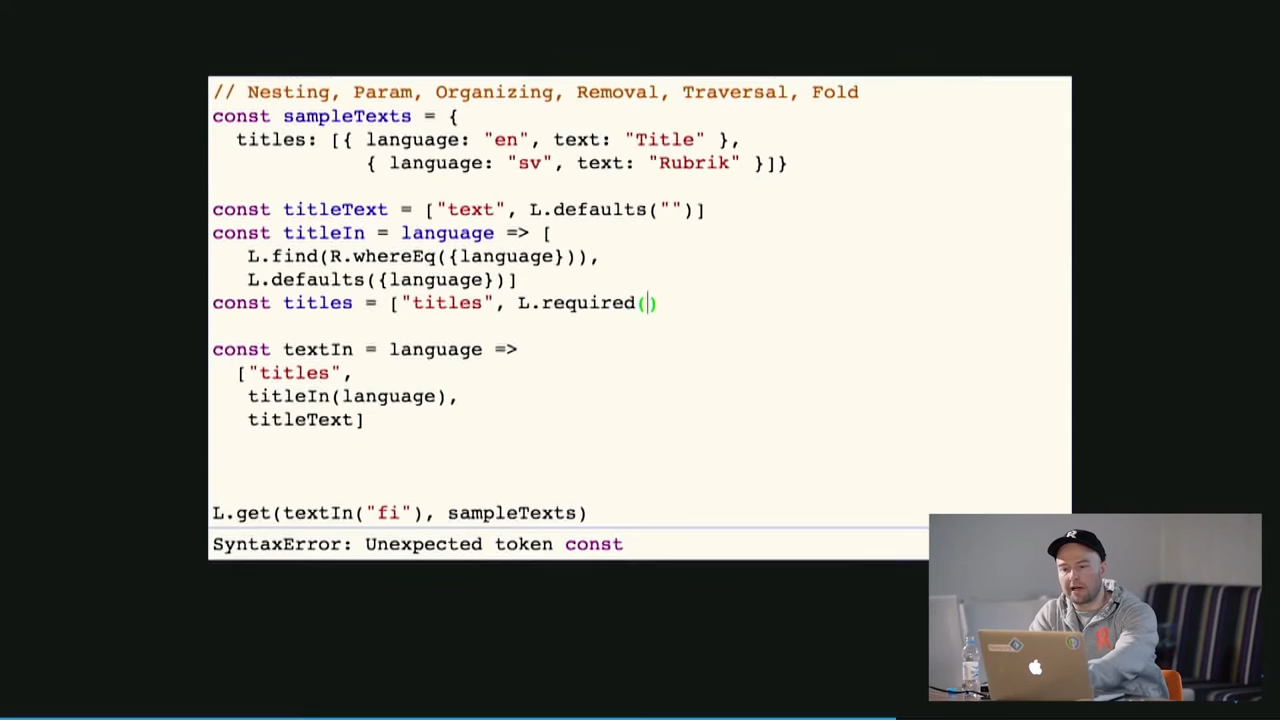 // Nesting, Param, Organizing, Removal, Traversal, Fold
const sampleTexts = {
  titles: [{ language: "en", text: "Title" },
             { language: "sv", text: "Rubrik" }]}
const titleText = ["text", L.defaults("")]
const titleIn = language => [
   L.find(R.whereEq({language})),
   L.defaults({language})]
const titles = ["titles", L.required()
const textIn = language =>
  ["titles",
   titleIn(language),
   titleText]
L.get(textIn("fi"), sampleTexts)
SyntaxError: Unexpected token const